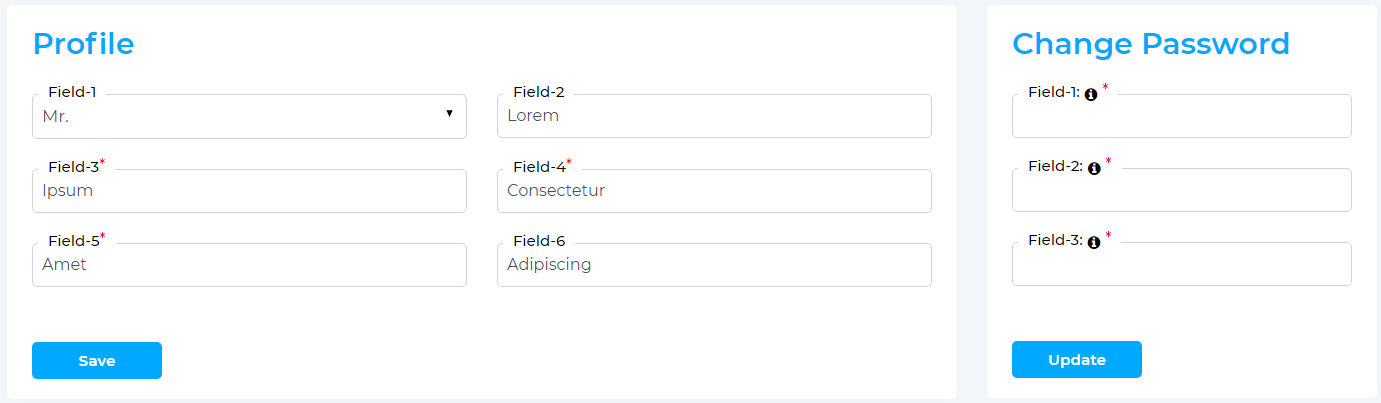 Profile
Field-1
Mr.
Field-2
Lorem
Field-3*
Ipsum
Field-4*
Consectetur
Field-5*
Amet
Field-6
Adipiscing
Save
Change Password
Field-1: *
Field-2: *
Field-3: *
Update